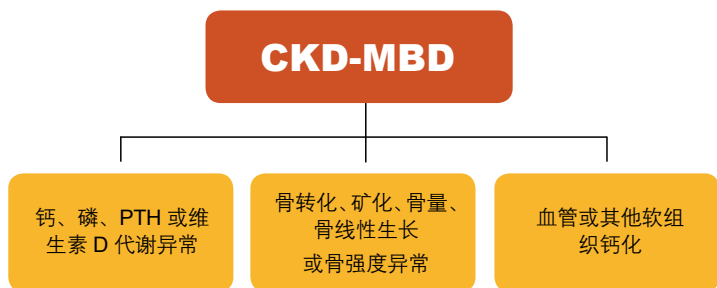 CKD-MBD
钙、磷、PTH 或维
生素 D 代谢异常
骨转化、矿化、骨量、
骨线性生长
或骨强度异常
血管或其他软组
织钙化